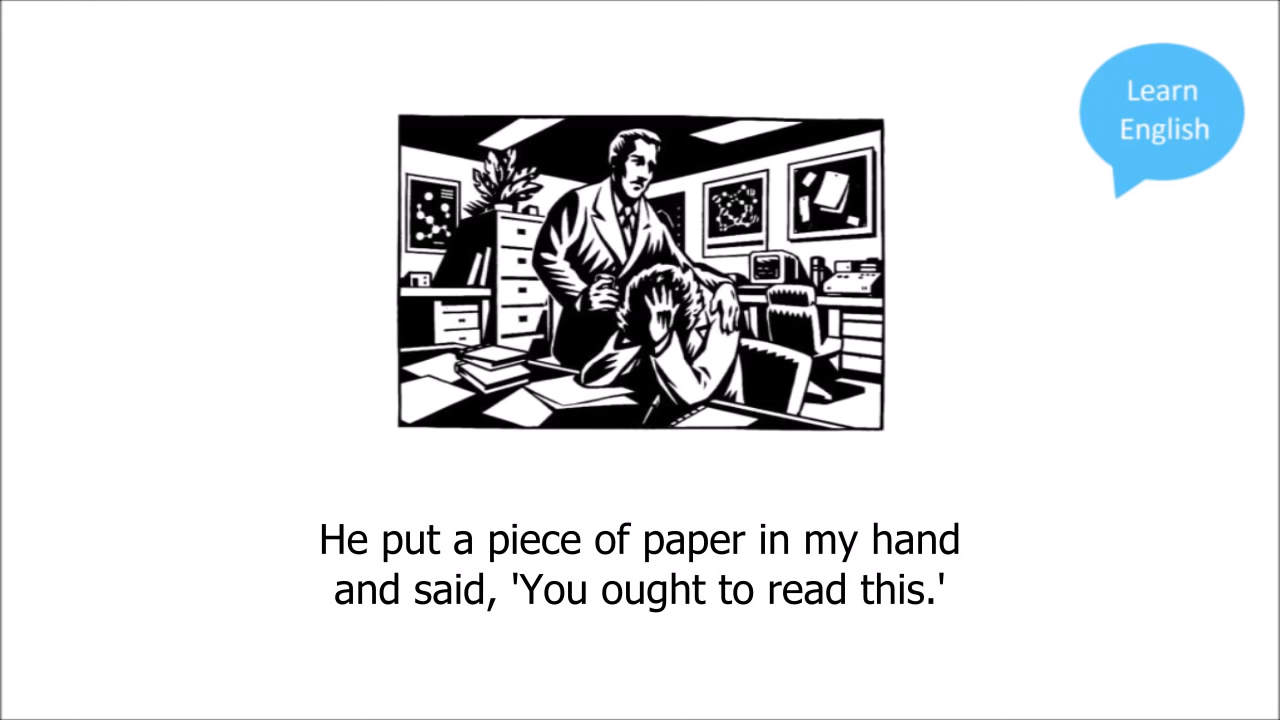 Learn
English
He put a piece of paper in my hand
and said, 'You ought to read this.'